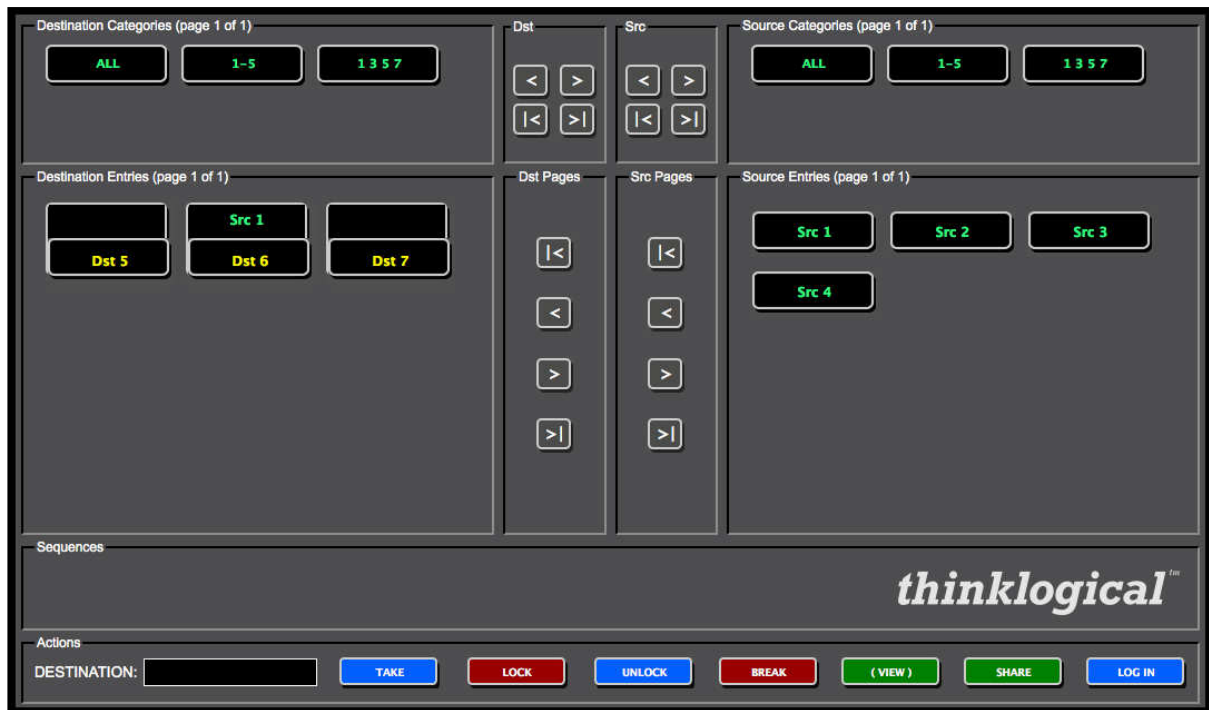 Destination Categories (page 1 of 1)
ALL
1-5
1 3 5 7
Dst
< >
|< >|
Src
< >
|< >|
Source Categories (page 1 of 1)
ALL
1-5
1 3 5 7
Destination Entries (page 1 of 1)
Src 1
Dst 5
Dst 6
Dst 7
Dst Pages
|<
<
>
>|
Src Pages
|<
<
>
>|
Source Entries (page 1 of 1)
Src 1
Src 2
Src 3
Src 4
Sequences
thinklogical™
Actions
DESTINATION:
TAKE
LOCK
UNLOCK
BREAK
( VIEW )
SHARE
LOG IN